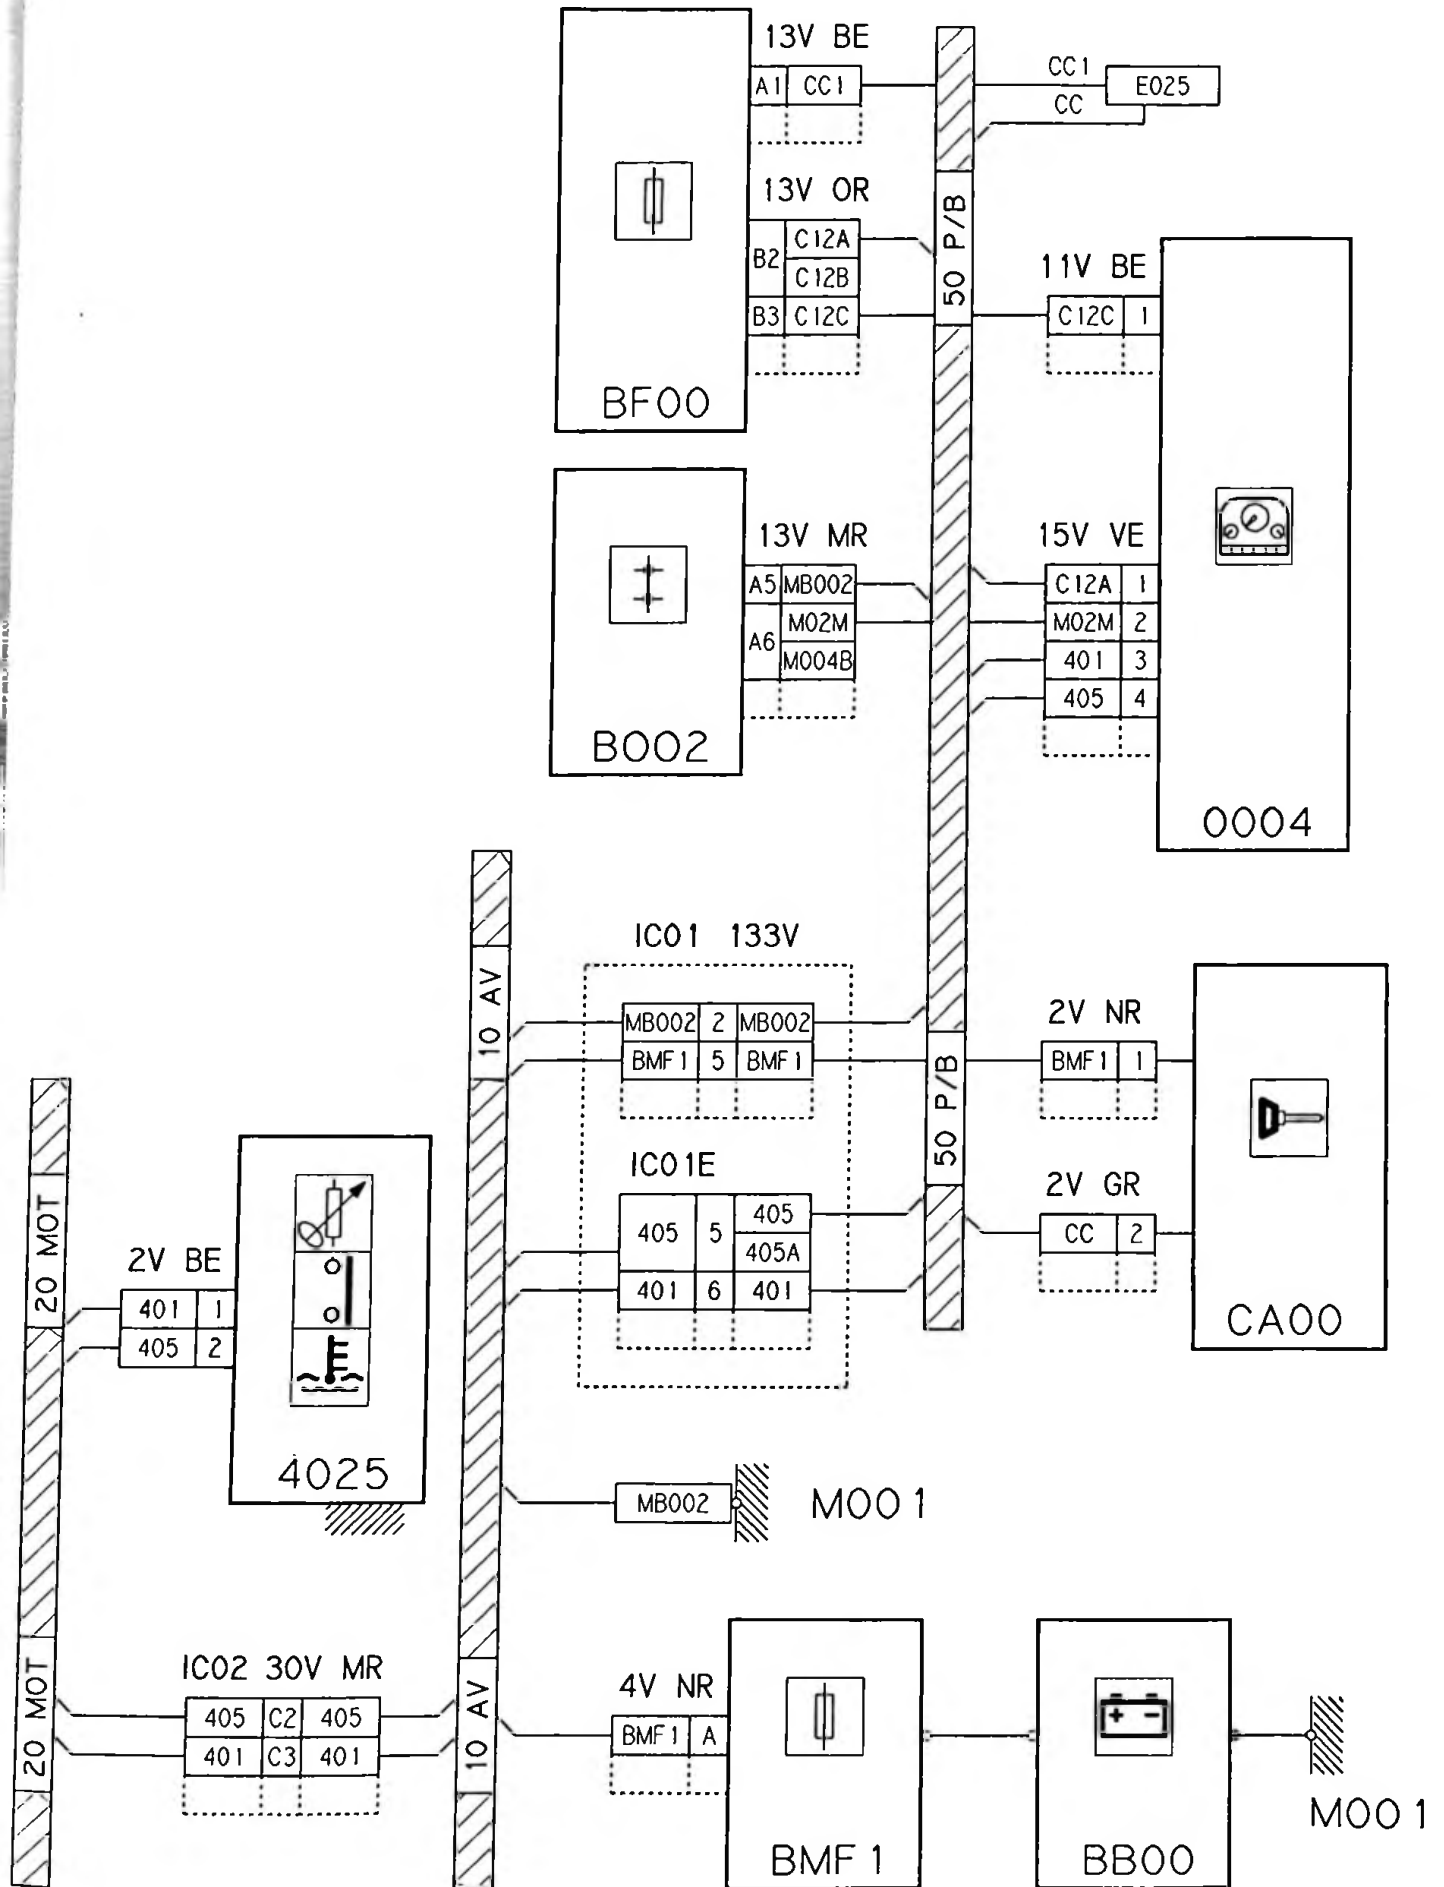 13V BE
A1 CC1
CC1
E025
CC
13V OR
B2 C12A
C12B
B3 C12C
50 P/B
11V BE
C12C 1
BF00
13V MR
A5 MB002
A6 M02M
M004B
B002
15V VE
C12A 1
M02M 2
401 3
405 4
0004
IC01 133V
10 AV
MB002 2 MB002
BMF1 5 BMF1
50 P/B
2V NR
BMF1 1
IC01E
405 5 405
405A
401 6 401
2V GR
CC 2
CA00
20 MOT
2V BE
401 1
405 2
4025
MB002
M001
20 MOT
IC02 30V MR
405 C2 405
401 C3 401
10 AV
4V NR
BMF1 A
BMF1
+ -
BB00
M001